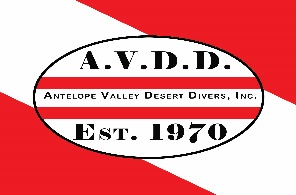 A.V.D.D.
Antelope Valley Desert Divers, Inc.
Est. 1970